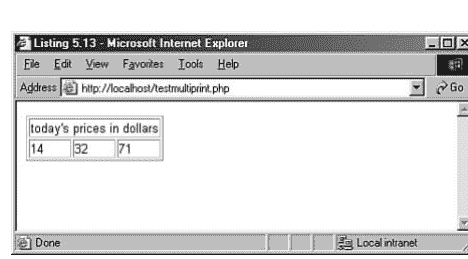 Listing 5.13 - Microsoft Internet Explorer
File Edit View Favorites Tools Help
Address http://localhost/testmultiprint.php Go
today's prices in dollars
14 32 71
Done Local intranet